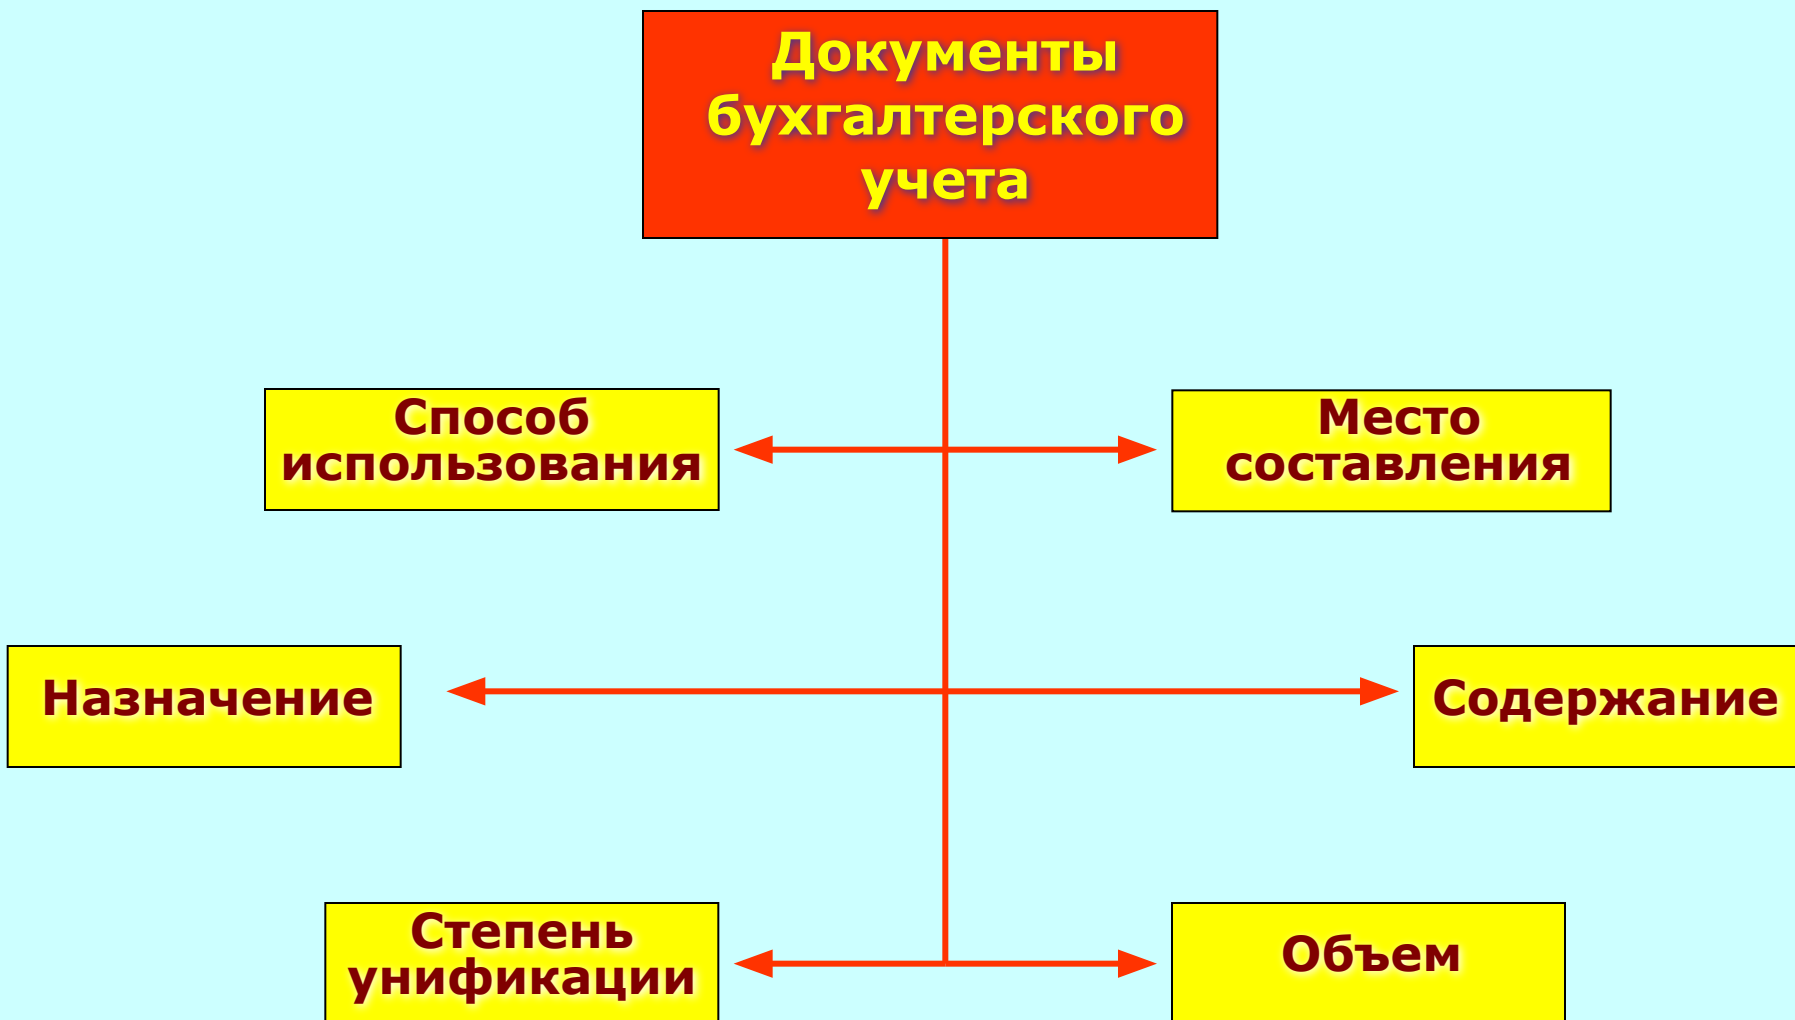 Документы
бухгалтерского
учета
Способ
использования
Место
составления
Назначение
Содержание
Степень
унификации
Объем